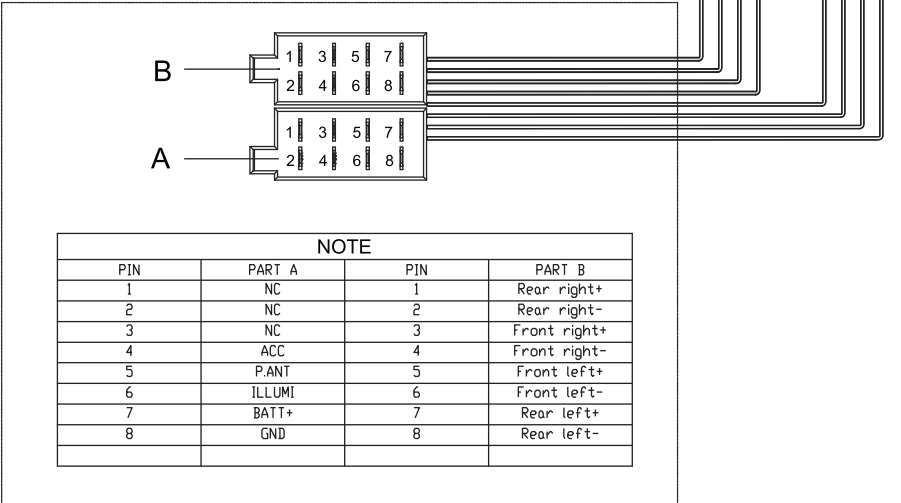 B
1 3 5 7
2 4 6 8
A
1 3 5 7
2 4 6 8
NOTE
PIN PART A PIN PART B
1 NC 1 Rear right+
2 NC 2 Rear right-
3 NC 3 Front right+
4 ACC 4 Front right-
5 P.ANT 5 Front left+
6 ILLUMI 6 Front left-
7 BATT+ 7 Rear left+
8 GND 8 Rear left-